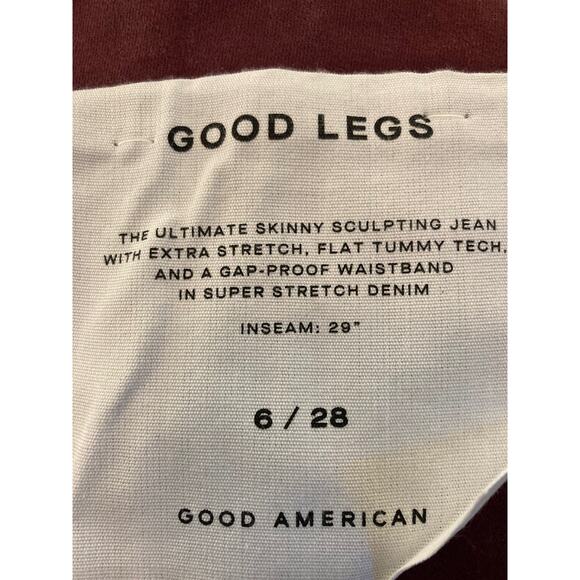 GOOD LEGS
THE ULTIMATE SKINNY SCULPTING JEAN
WITH EXTRA STRETCH, FLAT TUMMY TECH,
AND A GAP-PROOF WAISTBAND
IN SUPER STRETCH DENIM
INSEAM: 29"
6 / 28
GOOD AMERICAN